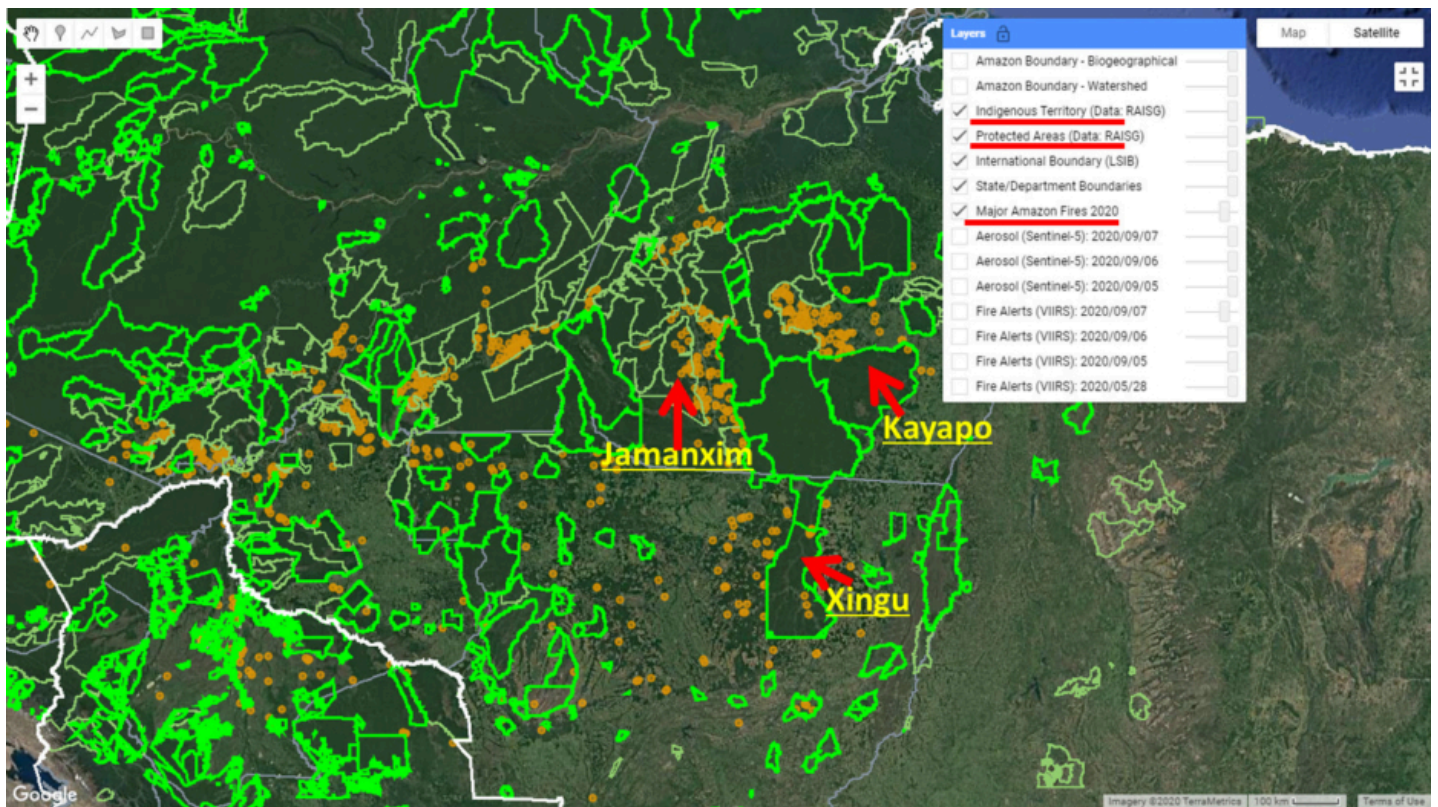 Layers
Map
Satellite
Amazon Boundary - Biogeographical
Amazon Boundary - Watershed
Indigenous Territory (Data: RAISG)
Protected Areas (Data: RAISG)
International Boundary (LSIB)
State/Department Boundaries
Major Amazon Fires 2020
Aerosol (Sentinel-5): 2020/09/07
Aerosol (Sentinel-5): 2020/09/06
Aerosol (Sentinel-5): 2020/09/05
Fire Alerts (VIIRS): 2020/09/07
Fire Alerts (VIIRS): 2020/09/06
Fire Alerts (VIIRS): 2020/09/05
Fire Alerts (VIIRS): 2020/05/28
Kayapo
Jamanxim
Xingu
Google
Imagery ©2020 TerraMetrics
100 km
Terms of Use